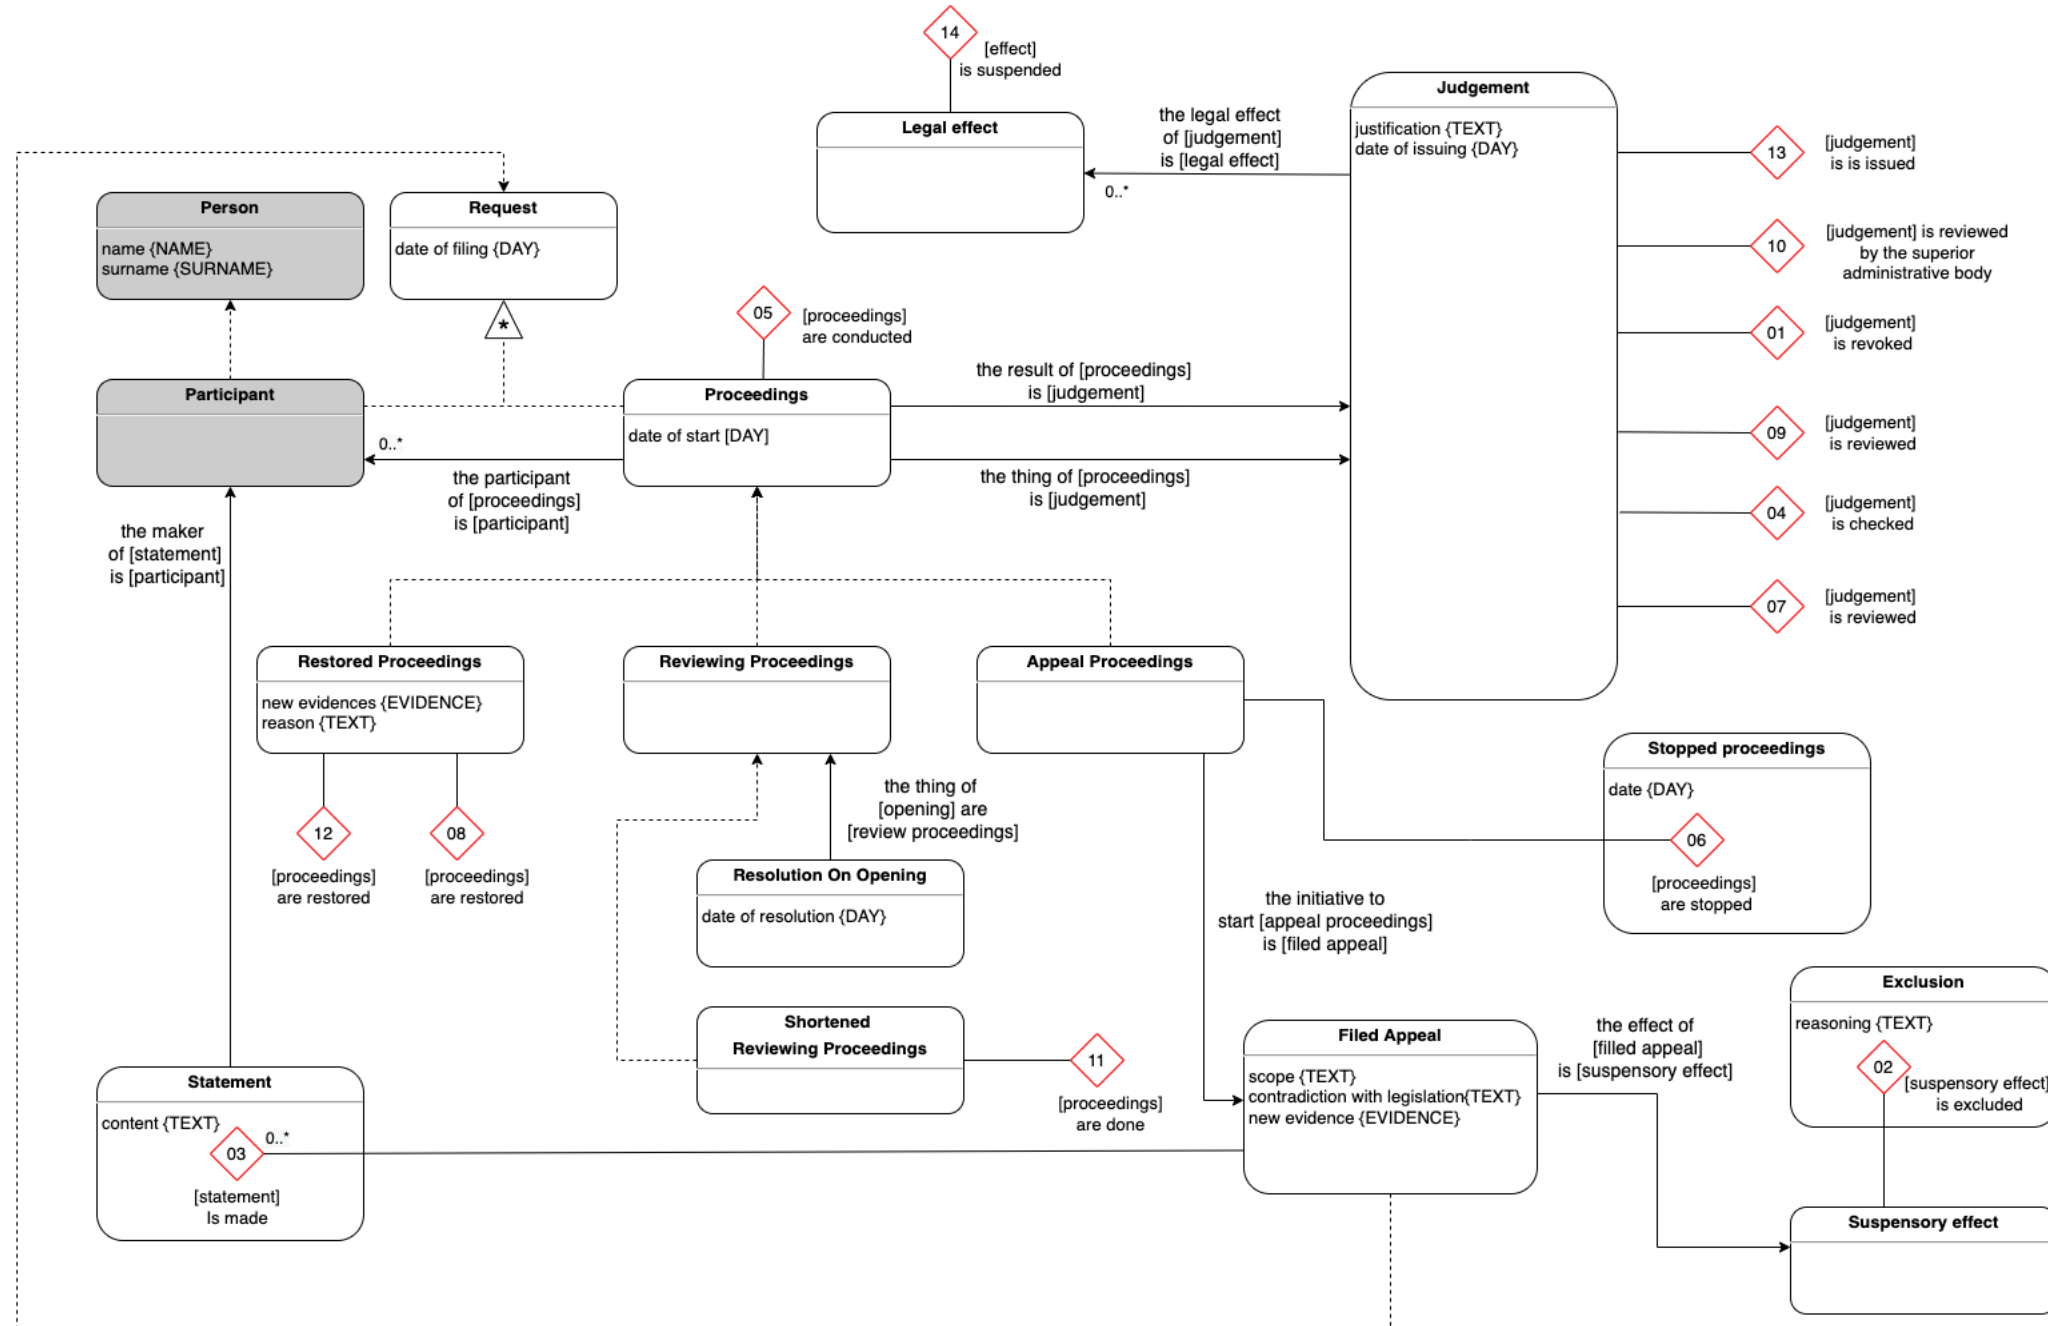 14
[effect]
is suspended
Judgement
justification {TEXT}
date of issuing {DAY}
Legal effect
the legal effect
of [judgement]
is [legal effect]
0..*
13
[judgement]
is is issued
10
[judgement] is reviewed
by the superior
administrative body
01
[judgement]
is revoked
09
[judgement]
is reviewed
04
[judgement]
is checked
07
[judgement]
is reviewed
Person
name {NAME}
surname {SURNAME}
Request
date of filing {DAY}
*
05
[proceedings]
are conducted
Participant
Proceedings
date of start [DAY]
the result of [proceedings]
is [judgement]
the thing of [proceedings]
is [judgement]
0..*
the participant
of [proceedings]
is [participant]
the maker
of [statement]
is [participant]
Restored Proceedings
new evidences {EVIDENCE}
reason {TEXT}
Reviewing Proceedings
Appeal Proceedings
12
[proceedings]
are restored
08
[proceedings]
are restored
the thing of
[opening] are
[review proceedings]
Stopped proceedings
date {DAY}
06
[proceedings]
are stopped
Resolution On Opening
date of resolution {DAY}
the initiative to
start [appeal proceedings]
is [filed appeal]
Shortened
Reviewing Proceedings
11
[proceedings]
are done
Filed Appeal
scope {TEXT}
contradiction with legislation{TEXT}
new evidence {EVIDENCE}
the effect of
[filled appeal]
is [suspensory effect]
Exclusion
reasoning {TEXT}
02
[suspensory effect]
is excluded
Statement
content {TEXT}
03
0..*
[statement]
Is made
Suspensory effect